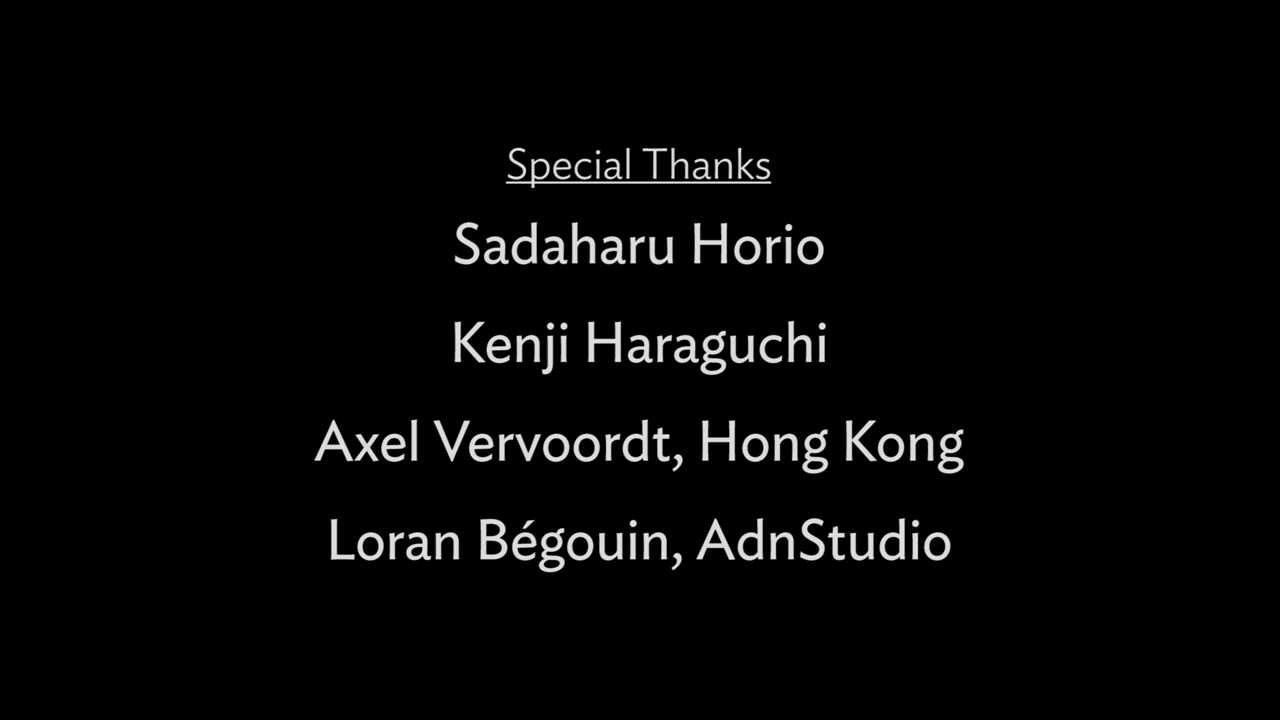 Special Thanks
Sadaharu Horio
Kenji Haraguchi
Axel Vervoordt, Hong Kong
Loran Bégouin, AdnStudio